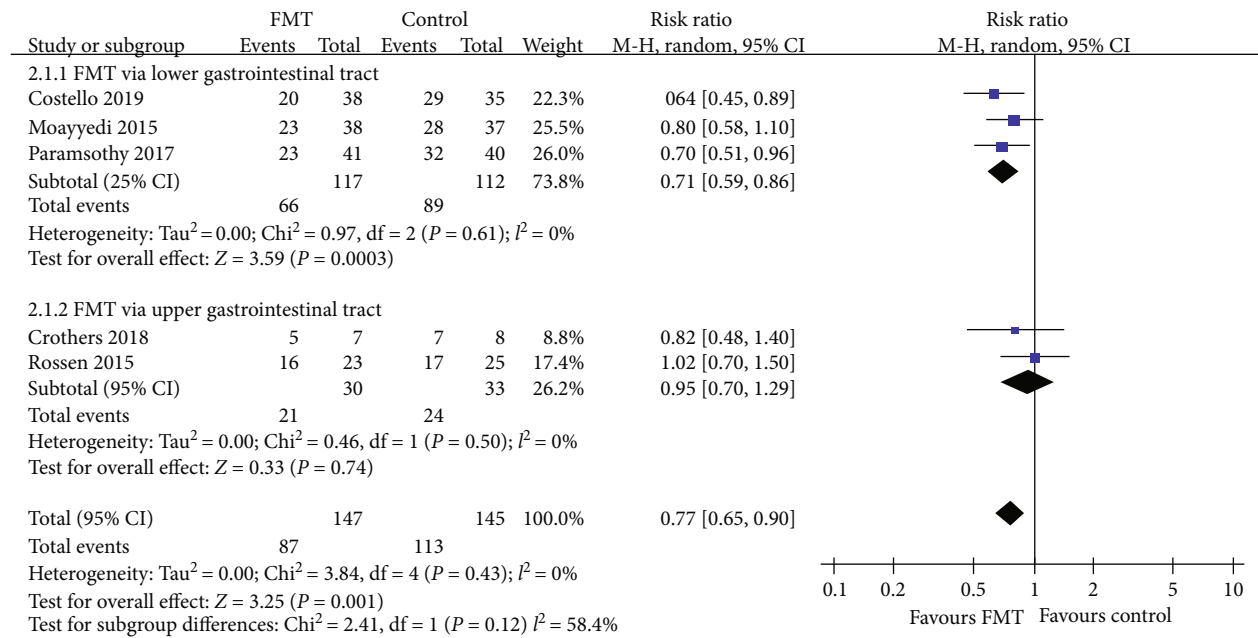 FMT Control Risk ratio Risk ratio
Study or subgroup Events Total Events Total Weight M-H, random, 95% CI M-H, random, 95% CI
2.1.1 FMT via lower gastrointestinal tract
Costello 2019 20 38 29 35 22.3% 064 [0.45, 0.89]
Moayyedi 2015 23 38 28 37 25.5% 0.80 [0.58, 1.10]
Paramsothy 2017 23 41 32 40 26.0% 0.70 [0.51, 0.96]
Subtotal (25% CI) 117 112 73.8% 0.71 [0.59, 0.86]
Total events 66 89
Heterogeneity: Tau² = 0.00; Chi² = 0.97, df = 2 (P = 0.61); l² = 0%
Test for overall effect: Z = 3.59 (P = 0.0003)
2.1.2 FMT via upper gastrointestinal tract
Crothers 2018 5 7 7 8 8.8% 0.82 [0.48, 1.40]
Rossen 2015 16 23 17 25 17.4% 1.02 [0.70, 1.50]
Subtotal (95% CI) 30 33 26.2% 0.95 [0.70, 1.29]
Total events 21 24
Heterogeneity: Tau² = 0.00; Chi² = 0.46, df = 1 (P = 0.50); l² = 0%
Test for overall effect: Z = 0.33 (P = 0.74)
Total (95% CI) 147 145 100.0% 0.77 [0.65, 0.90]
Total events 87 113
Heterogeneity: Tau² = 0.00; Chi² = 3.84, df = 4 (P = 0.43); l² = 0%
Test for overall effect: Z = 3.25 (P = 0.001)
Test for subgroup differences: Chi² = 2.41, df = 1 (P = 0.12) l² = 58.4%
0.1 0.2 0.5 1 2 5 10
Favours FMT Favours control